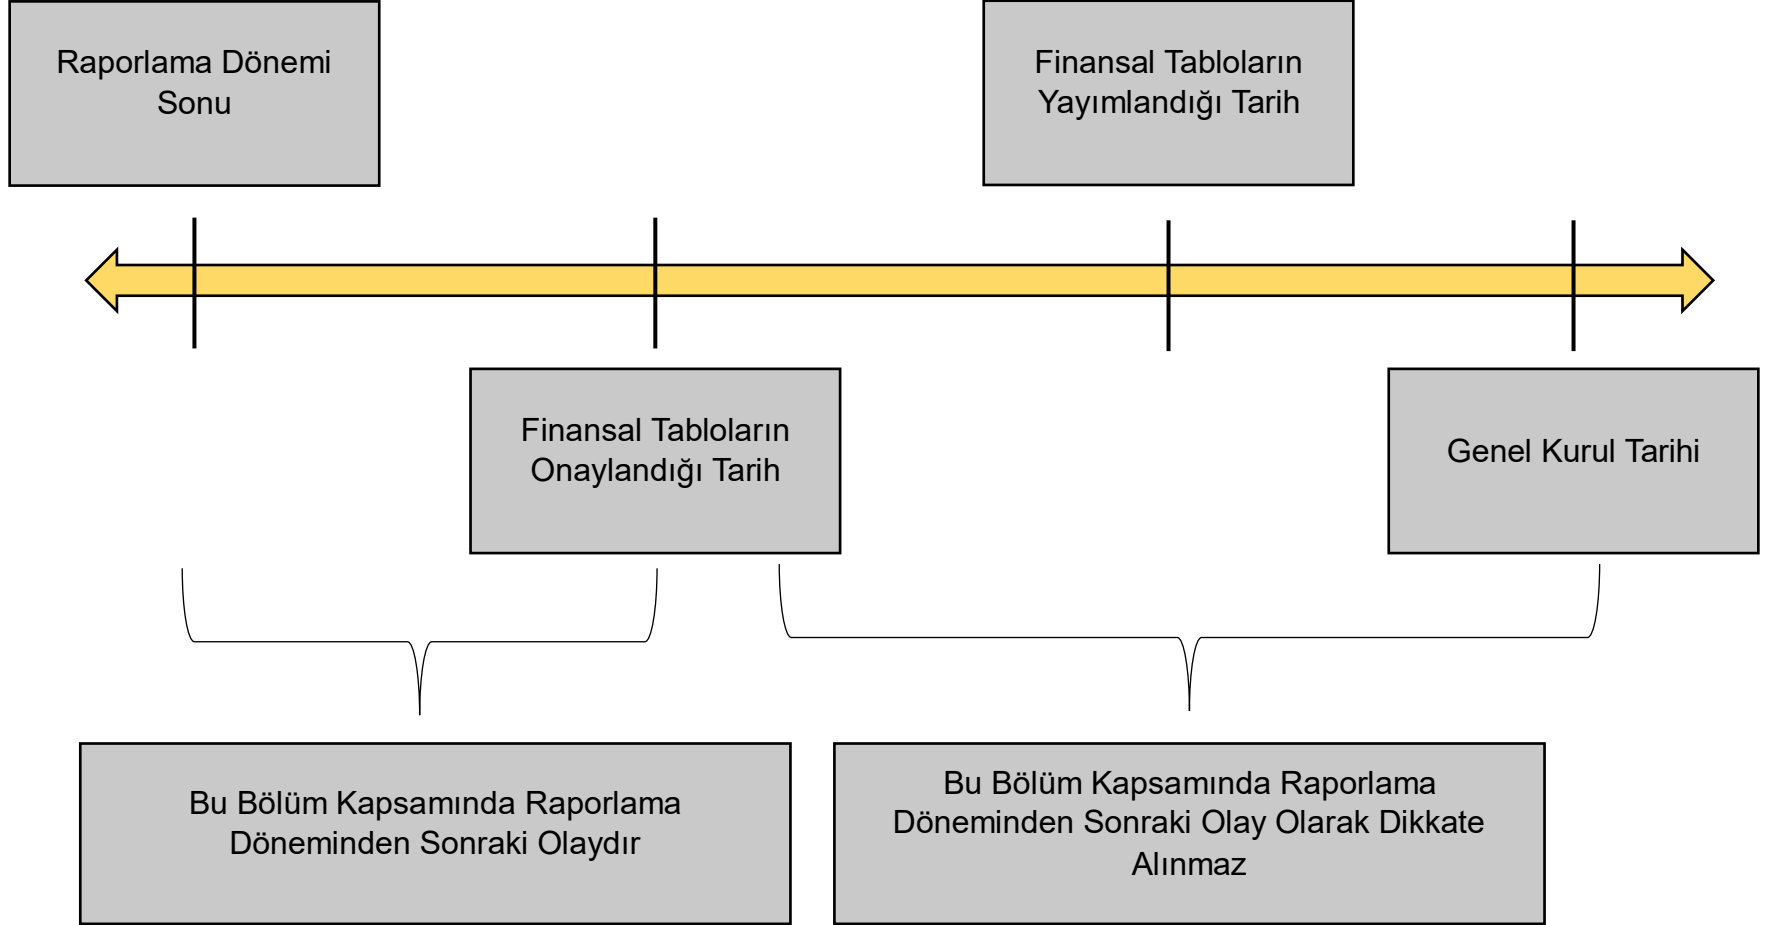 Raporlama Dönemi
Sonu
Finansal Tabloların
Yayımlandığı Tarih
Finansal Tabloların
Onaylandığı Tarih
Genel Kurul Tarihi
Bu Bölüm Kapsamında Raporlama
Döneminden Sonraki Olaydır
Bu Bölüm Kapsamında Raporlama
Döneminden Sonraki Olay Olarak Dikkate
Alınmaz